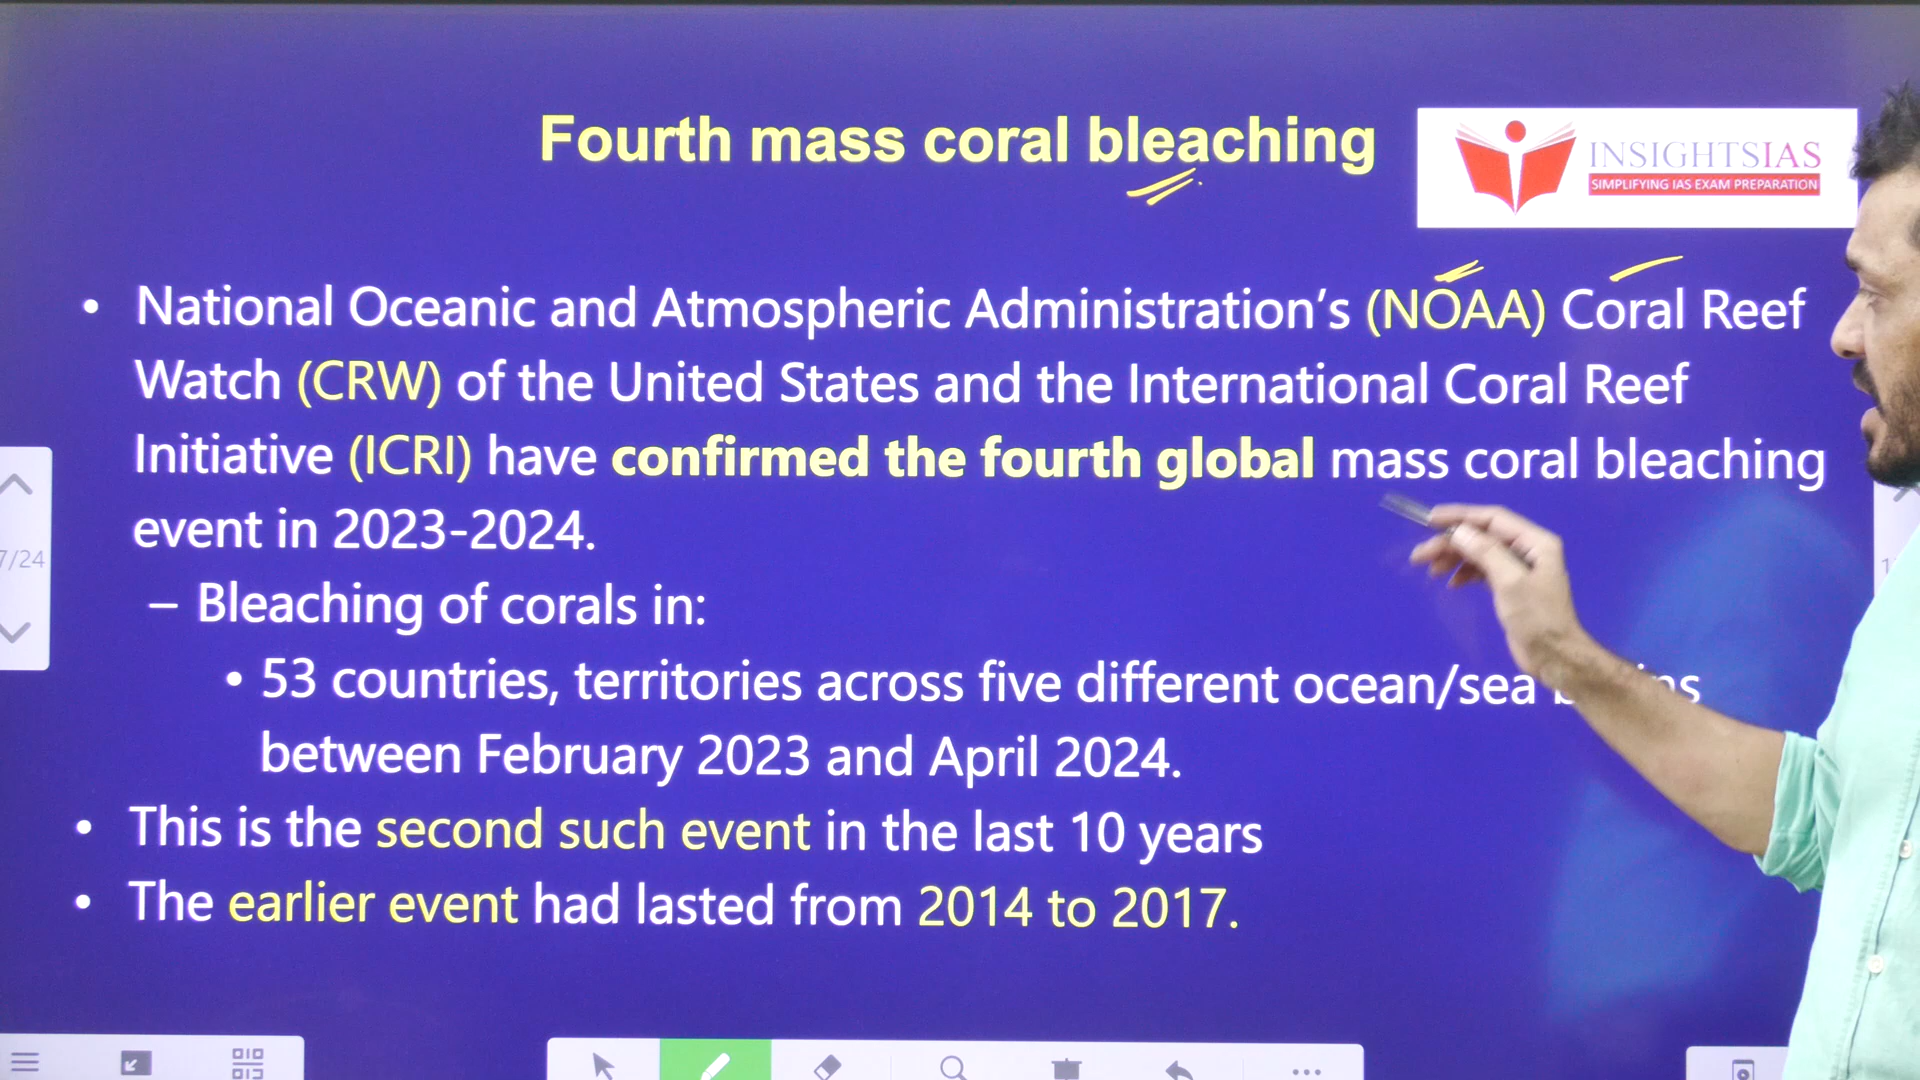 Fourth mass coral bleaching
INSIGHTSIAS
SIMPLIFYING IAS EXAM PREPARATION
• National Oceanic and Atmospheric Administration’s (NOAA) Coral Reef
Watch (CRW) of the United States and the International Coral Reef
Initiative (ICRI) have confirmed the fourth global mass coral bleaching
event in 2023-2024.
– Bleaching of corals in:
• 53 countries, territories across five different ocean/sea
between February 2023 and April 2024.
• This is the second such event in the last 10 years
• The earlier event had lasted from 2014 to 2017.
7/24